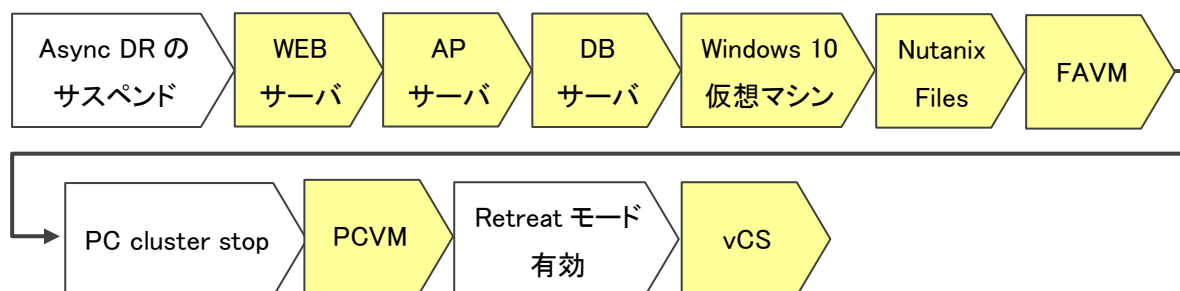 Async DR の
サスペンド
WEB
サーバ
AP
サーバ
DB
サーバ
Windows 10
仮想マシン
Nutanix
Files
FAVM
PC cluster stop
PCVM
Retreat モード
有効
vCS